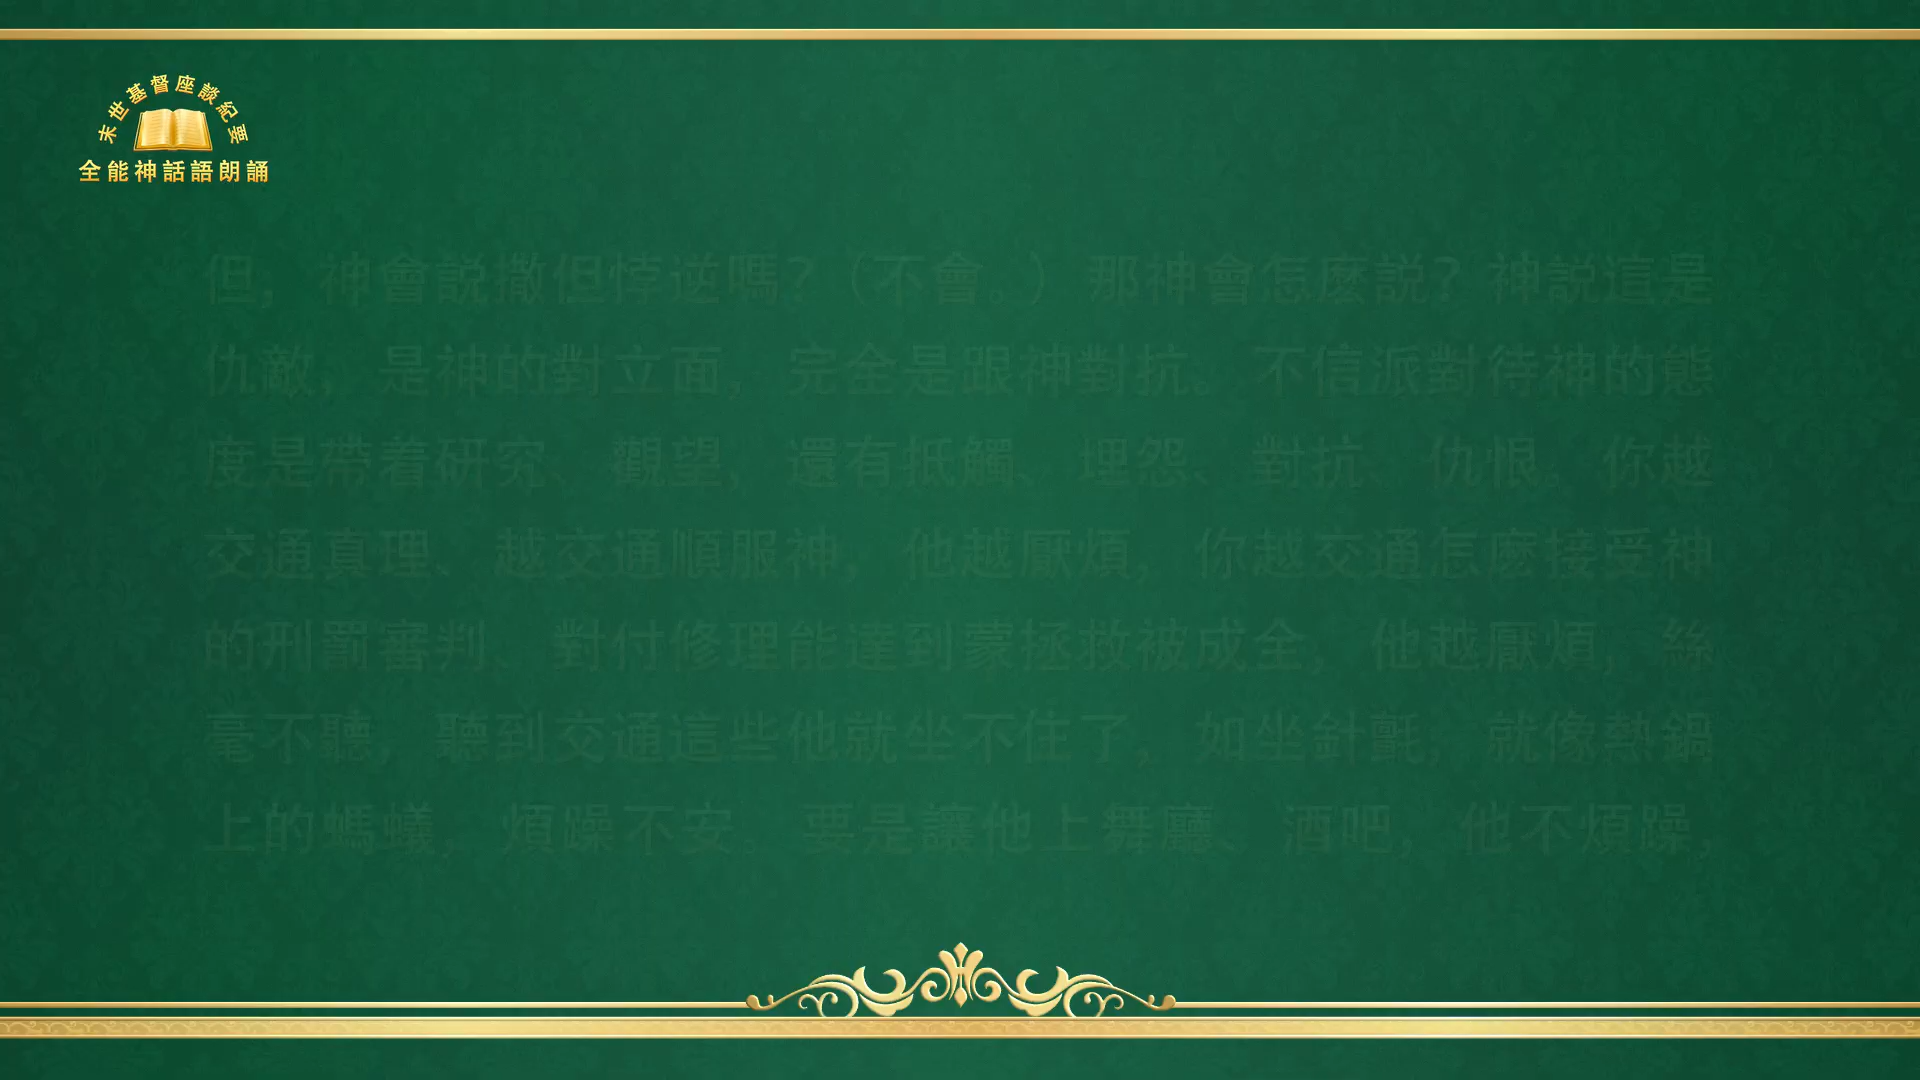 末世基督座談紀要
全能神話語朗誦
但，神會説撒但悖逆嗎？（不會。）那神會怎麽説？神説這是
仇敵，是神的對立面，完全是跟神對抗。不信派對待神的態
度是帶着研究、觀望，還有抵觸、埋怨、對抗、仇恨。你越
交通真理、越交通順服神，他越厭煩，你越交通怎麽接受神
的刑罰審判、對付修理能達到蒙拯救被成全，他越厭煩，絲
毫不聽，聽到交通這些他就坐不住了，如坐針氈，就像熱鍋
上的螞蟻，煩躁不安。要是讓他上舞廳、酒吧，他不煩躁，